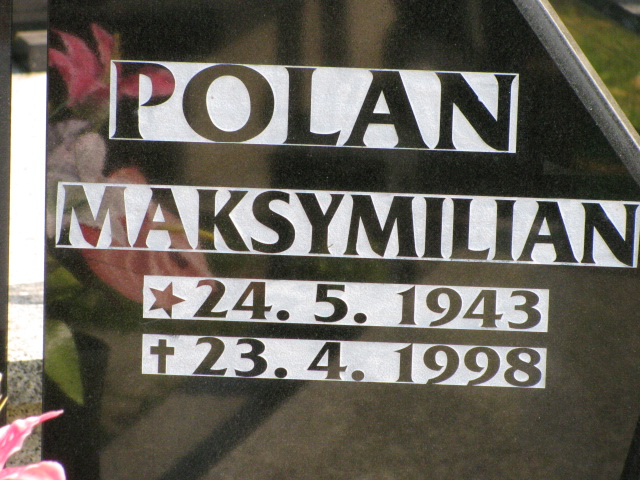 POLAN
MAKSYMILIAN
★ 24. 5. 1943
✝ 23. 4. 1998